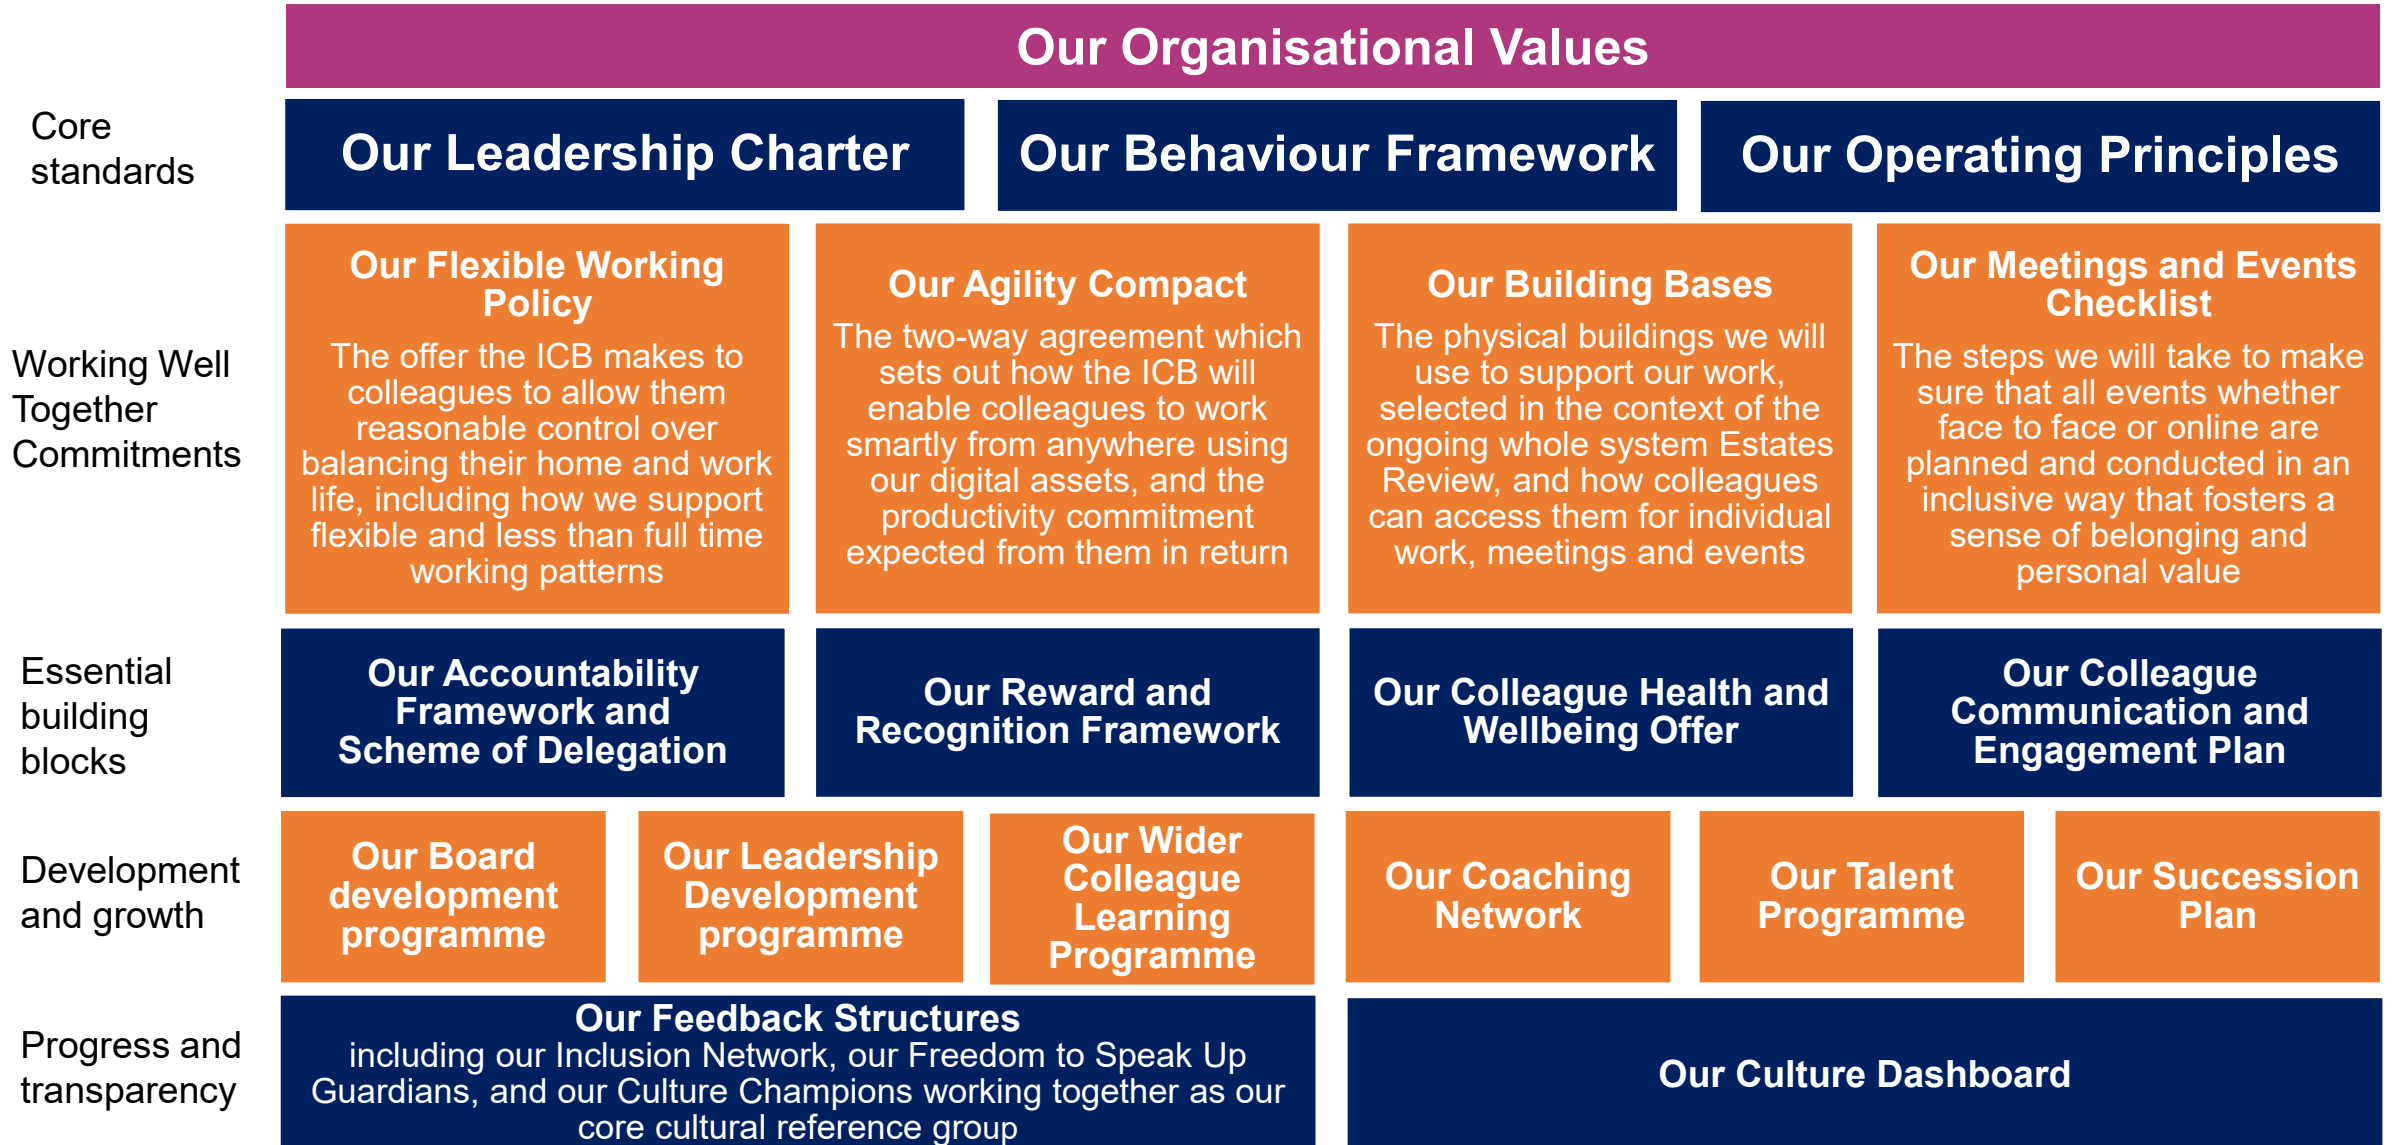 Our Organisational Values
Core
standards
Our Leadership Charter
Our Behaviour Framework
Our Operating Principles
Working Well
Together
Commitments
Our Flexible Working
Policy
The offer the ICB makes to
colleagues to allow them
reasonable control over
balancing their home and work
life, including how we support
flexible and less than full time
working patterns
Our Agility Compact
The two-way agreement which
sets out how the ICB will
enable colleagues to work
smartly from anywhere using
our digital assets, and the
productivity commitment
expected from them in return
Our Building Bases
The physical buildings we will
use to support our work,
selected in the context of the
ongoing whole system Estates
Review, and how colleagues
can access them for individual
work, meetings and events
Our Meetings and Events
Checklist
The steps we will take to make
sure that all events whether
face to face or online are
planned and conducted in an
inclusive way that fosters a
sense of belonging and
personal value
Essential
building
blocks
Our Accountability
Framework and
Scheme of Delegation
Our Reward and
Recognition Framework
Our Colleague Health and
Wellbeing Offer
Our Colleague
Communication and
Engagement Plan
Development
and growth
Our Board
development
programme
Our Leadership
Development
programme
Our Wider
Colleague
Learning
Programme
Our Coaching
Network
Our Talent
Programme
Our Succession
Plan
Progress and
transparency
Our Feedback Structures
including our Inclusion Network, our Freedom to Speak Up
Guardians, and our Culture Champions working together as our
core cultural reference group
Our Culture Dashboard